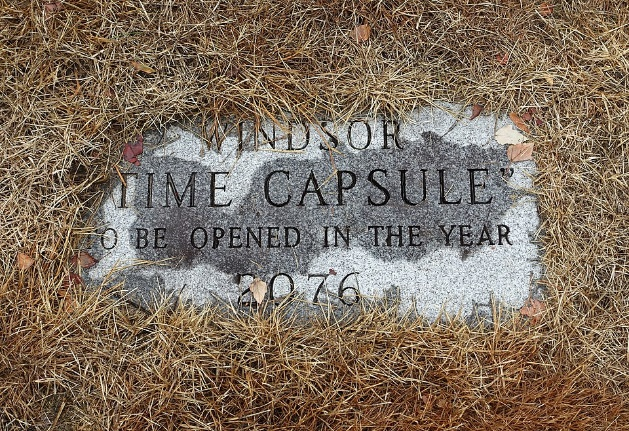 WINDSOR
TIME CAPSULE”
O BE OPENED IN THE YEAR
2076